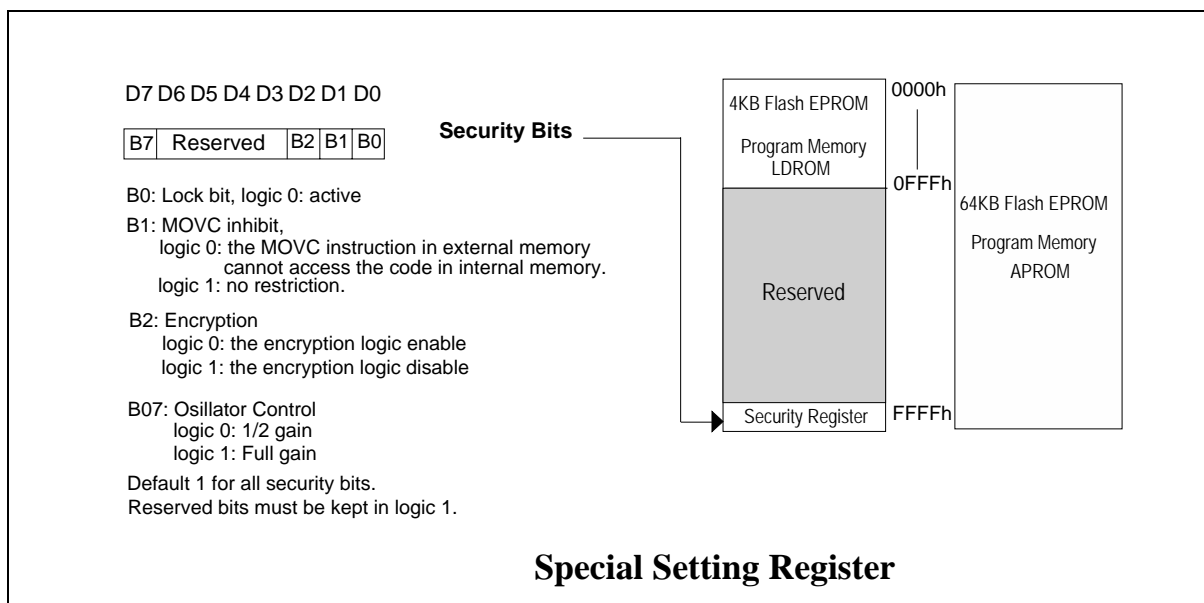 D7 D6 D5 D4 D3 D2 D1 D0
B7 Reserved B2 B1 B0
Security Bits
B0: Lock bit, logic 0: active
B1: MOVC inhibit,
logic 0: the MOVC instruction in external memory
cannot access the code in internal memory.
logic 1: no restriction.
B2: Encryption
logic 0: the encryption logic enable
logic 1: the encryption logic disable
B07: Osillator Control
logic 0: 1/2 gain
logic 1: Full gain
Default 1 for all security bits.
Reserved bits must be kept in logic 1.
4KB Flash EPROM
Program Memory
LDROM
Reserved
Security Register
0000h
0FFFh
FFFFh
64KB Flash EPROM
Program Memory
APROM
Special Setting Register